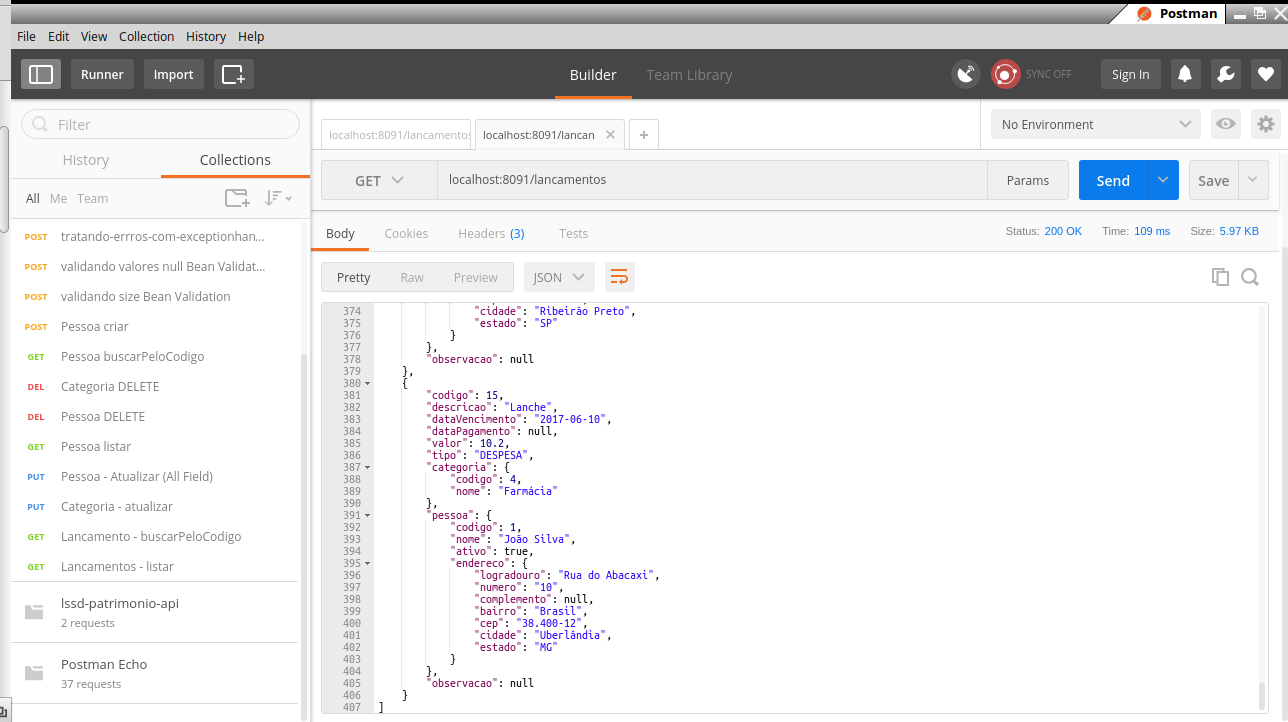 Postman
File Edit View Collection History Help
Runner Import Builder Team Library SYNC OFF Sign In
Filter
History Collections
All Me Team
POST tratando-errros-com-exceptionhan...
POST validando valores null Bean Validat...
POST validando size Bean Validation
POST Pessoa criar
GET Pessoa buscarPeloCodigo
DEL Categoria DELETE
DEL Pessoa DELETE
GET Pessoa listar
PUT Pessoa - Atualizar (All Field)
PUT Categoria - atualizar
GET Lancamento - buscarPeloCodigo
GET Lancamentos - listar
lssd-patrimonio-api
2 requests
Postman Echo
37 requests
localhost:8091/lancamentos localhost:8091/lancan
No Environment
GET localhost:8091/lancamentos Params Send Save
Body Cookies Headers (3) Tests Status: 200 OK Time: 109 ms Size: 5.97 KB
Pretty Raw Preview JSON
374 "cidade": "Ribeirão Preto",
375 "estado": "SP"
376 }
377 },
378 "observacao": null
379 },
380 {
381 "codigo": 15,
382 "descricao": "Lanche",
383 "dataVencimento": "2017-06-10",
384 "dataPagamento": null,
385 "valor": 10.2,
386 "tipo": "DESPESA",
387 "categoria": {
388 "codigo": 4,
389 "nome": "Farmácia"
390 },
391 "pessoa": {
392 "codigo": 1,
393 "nome": "João Silva",
394 "ativo": true,
395 "endereco": {
396 "logradouro": "Rua do Abacaxi",
397 "numero": "10",
398 "complemento": null,
399 "bairro": "Brasil",
400 "cep": "38.400-12",
401 "cidade": "Uberlândia",
402 "estado": "MG"
403 }
404 },
405 "observacao": null
406 }
407 ]